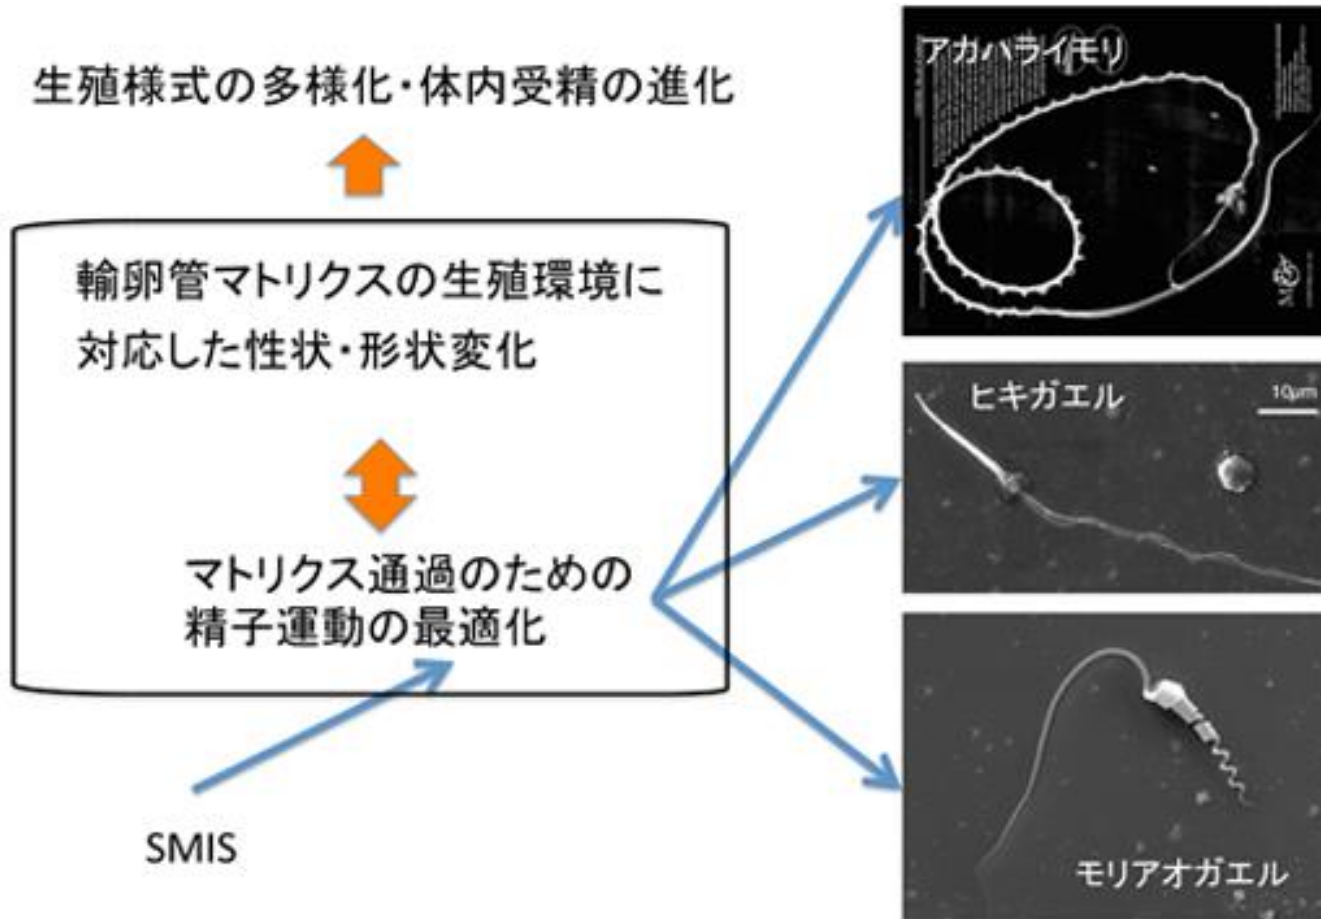 生殖様式の多様化・体内受精の進化
輸卵管マトリクスの生殖環境に
対応した性状・形状変化
マトリクス通過のための
精子運動の最適化
SMIS
アカハライモリ
ヒキガエル
10μm
モリアオガエル